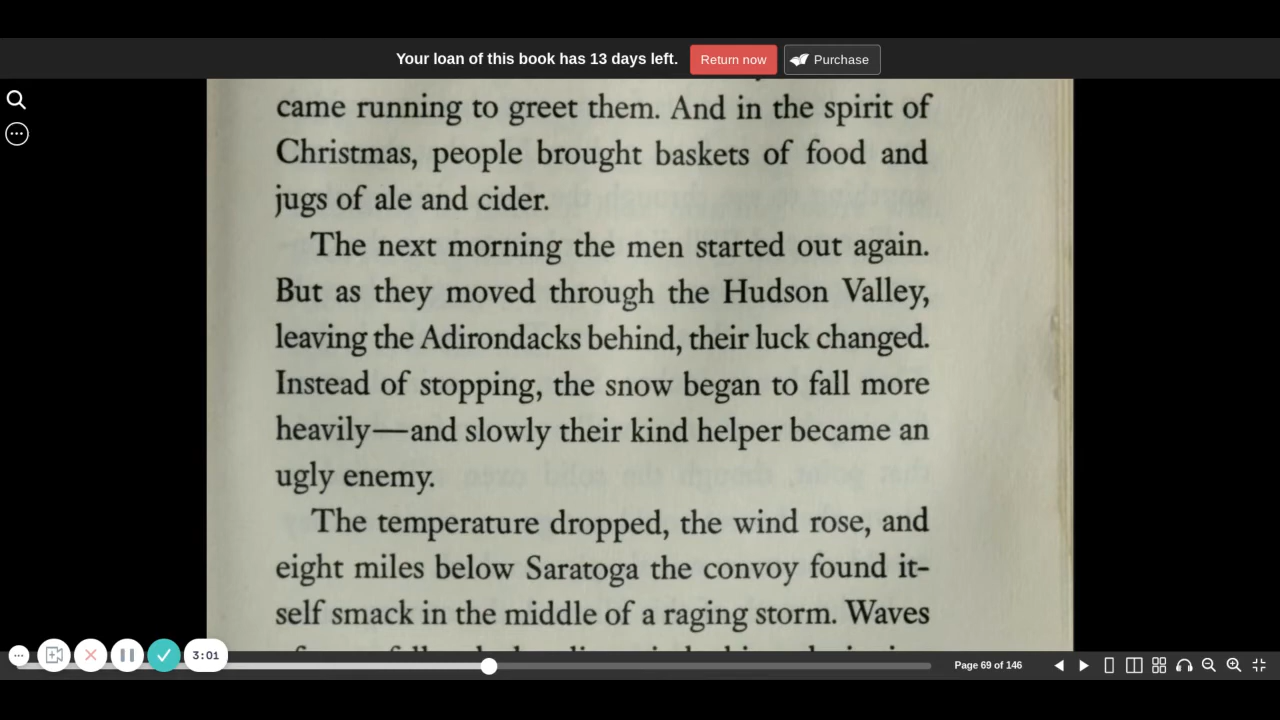 Your loan of this book has 13 days left. Return now Purchase
came running to greet them. And in the spirit of
Christmas, people brought baskets of food and
jugs of ale and cider.
The next morning the men started out again.
But as they moved through the Hudson Valley,
leaving the Adirondacks behind, their luck changed.
Instead of stopping, the snow began to fall more
heavily—and slowly their kind helper became an
ugly enemy.
The temperature dropped, the wind rose, and
eight miles below Saratoga the convoy found it-
self smack in the middle of a raging storm. Waves
3:01
Page 69 of 146